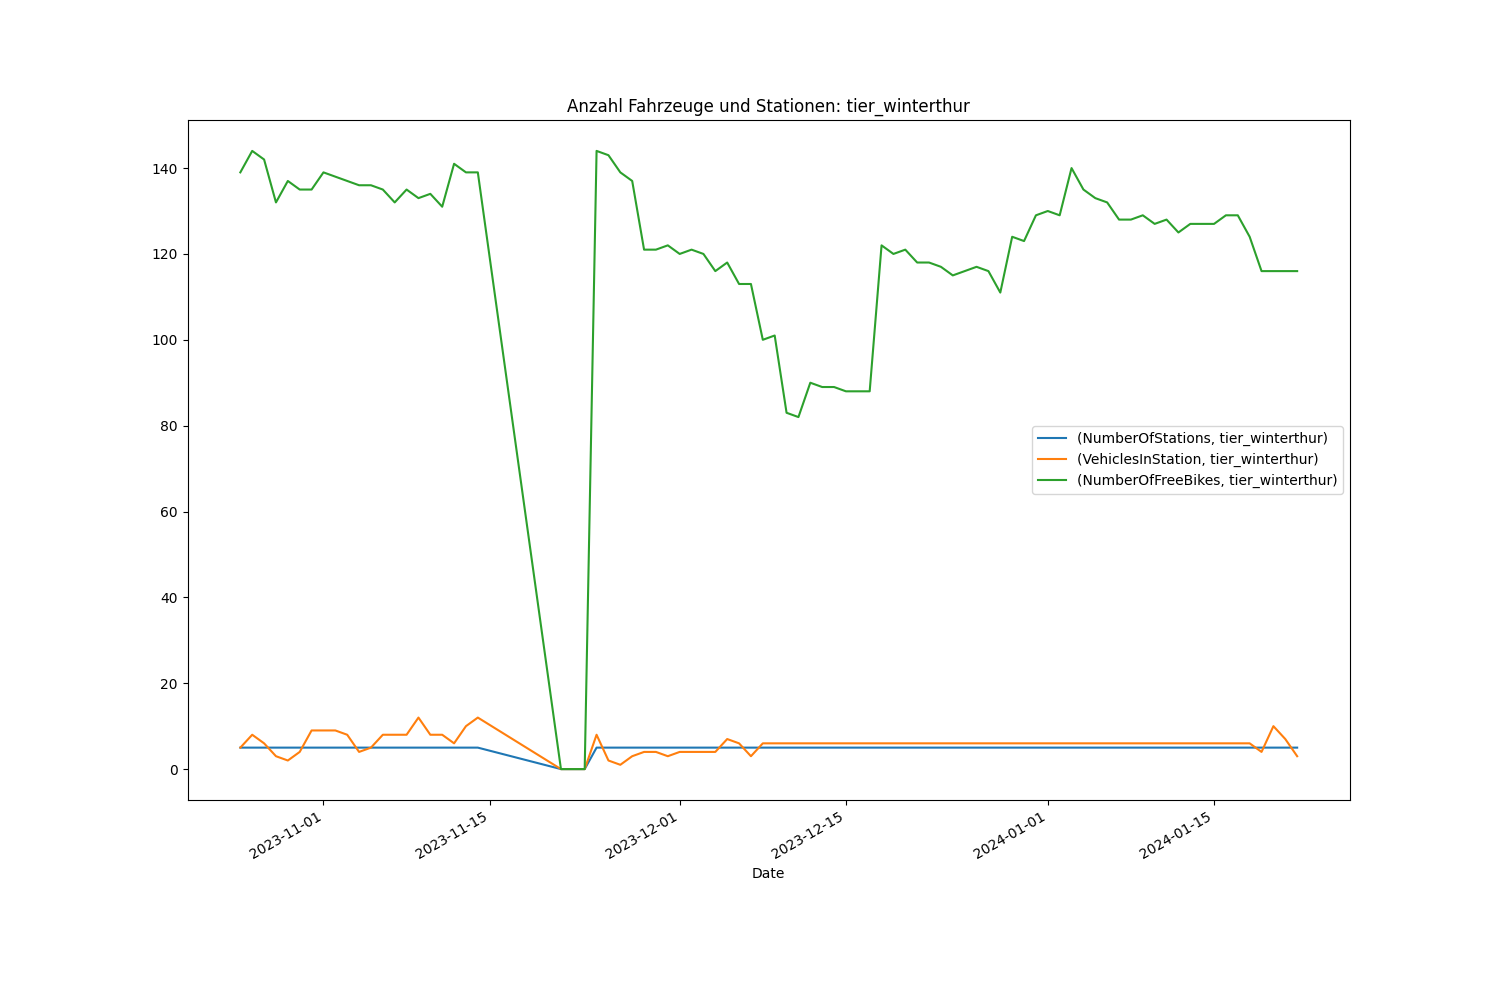 Anzahl Fahrzeuge und Stationen: tier_winterthur
140
120
100
80
60
40
20
0
(NumberOfStations, tier_winterthur)
(VehiclesInStation, tier_winterthur)
(NumberOfFreeBikes, tier_winterthur)
2023-11-01
2023-11-15
2023-12-01
2023-12-15
2024-01-01
2024-01-15
Date